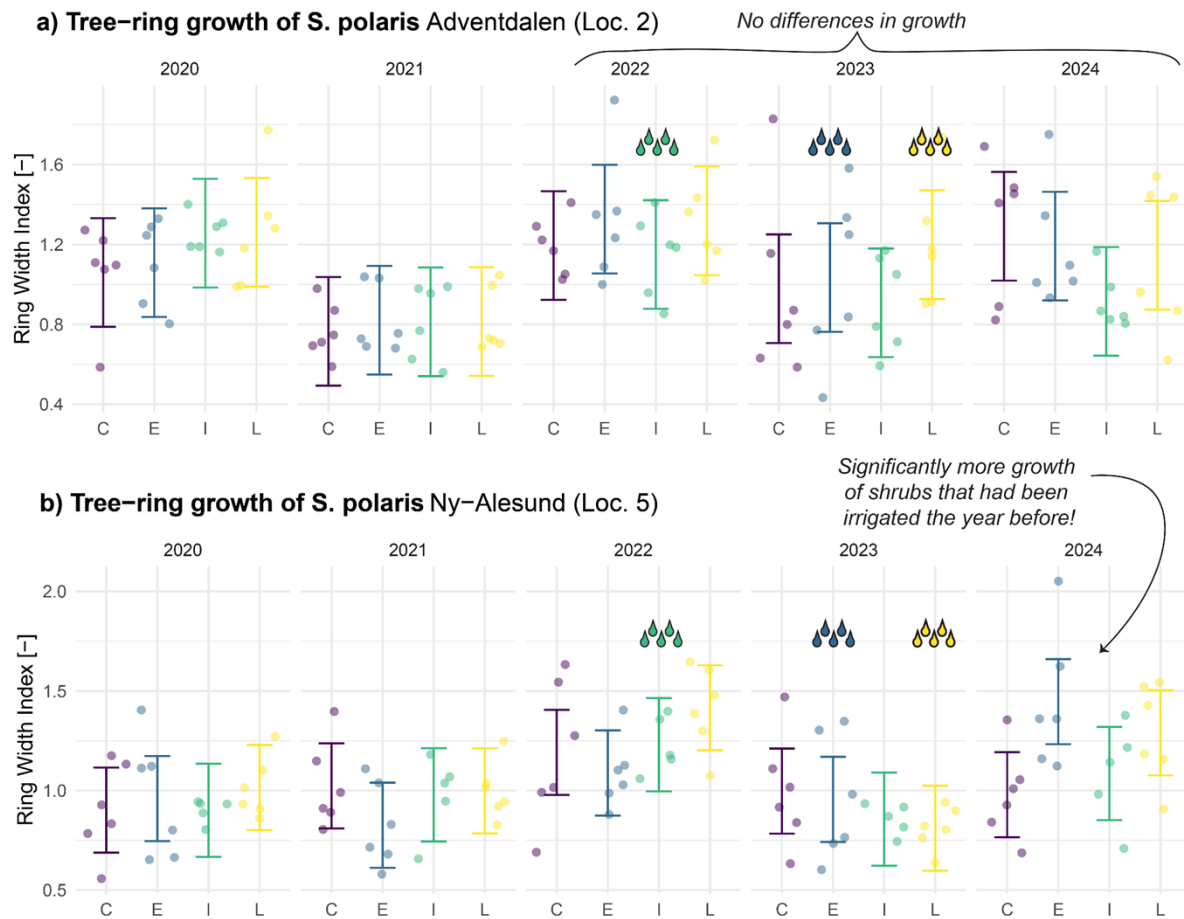 a) Tree−ring growth of S. polaris Adventdalen (Loc. 2)
No differences in growth
2020 2021 2022 2023 2024
Ring Width Index [−]
1.6
1.2
0.8
0.4
C E I L C E I L C E I L C E I L C E I L
b) Tree−ring growth of S. polaris Ny−Alesund (Loc. 5)
Significantly more growth
of shrubs that had been
irrigated the year before!
2020 2021 2022 2023 2024
Ring Width Index [−]
2.0
1.5
1.0
0.5
C E I L C E I L C E I L C E I L C E I L